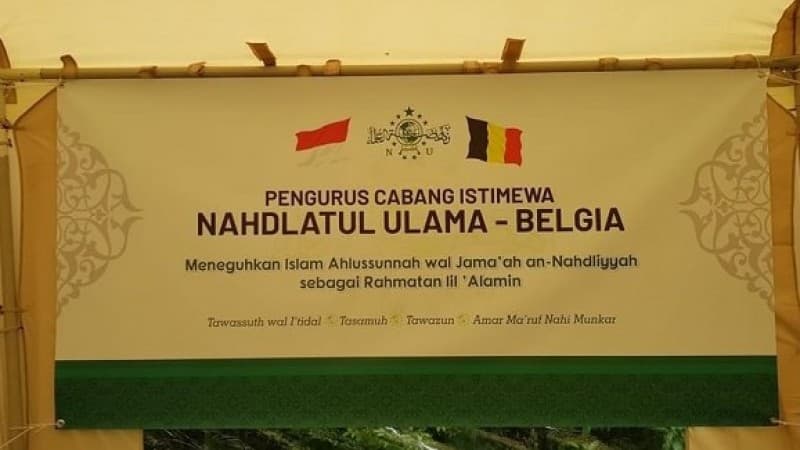 N U
PENGURUS CABANG ISTIMEWA
NAHDLATUL ULAMA – BELGIA
Meneguhkan Islam Ahlussunnah wal Jama'ah an-Nahdliyyah
sebagai Rahmatan lil 'Alamin
Tawassuth wal I'tidal Tasamuh Tawazun Amar Ma'ruf Nahi Munkar